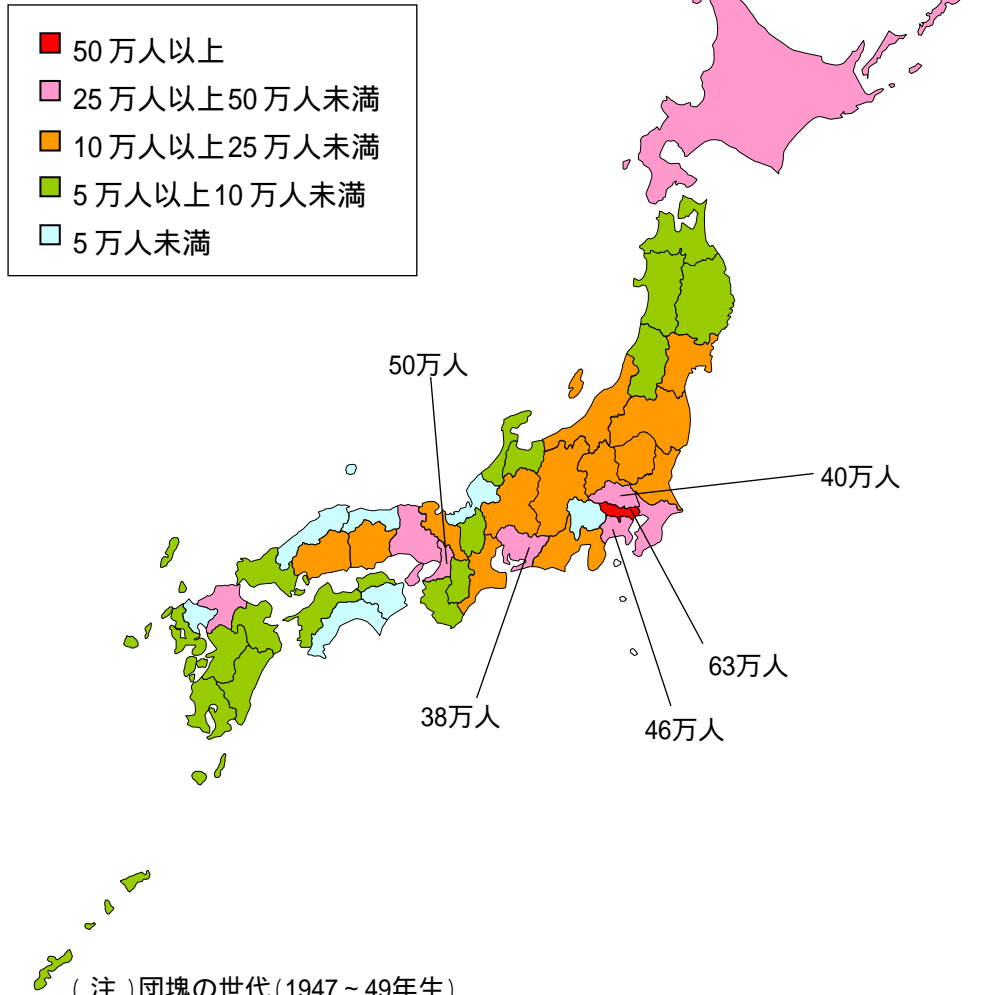 50万人以上
25万人以上50万人未満
10万人以上25万人未満
5万人以上10万人未満
5万人未満
50万人
40万人
63万人
38万人
46万人
(注)団塊の世代(1947~49年生)